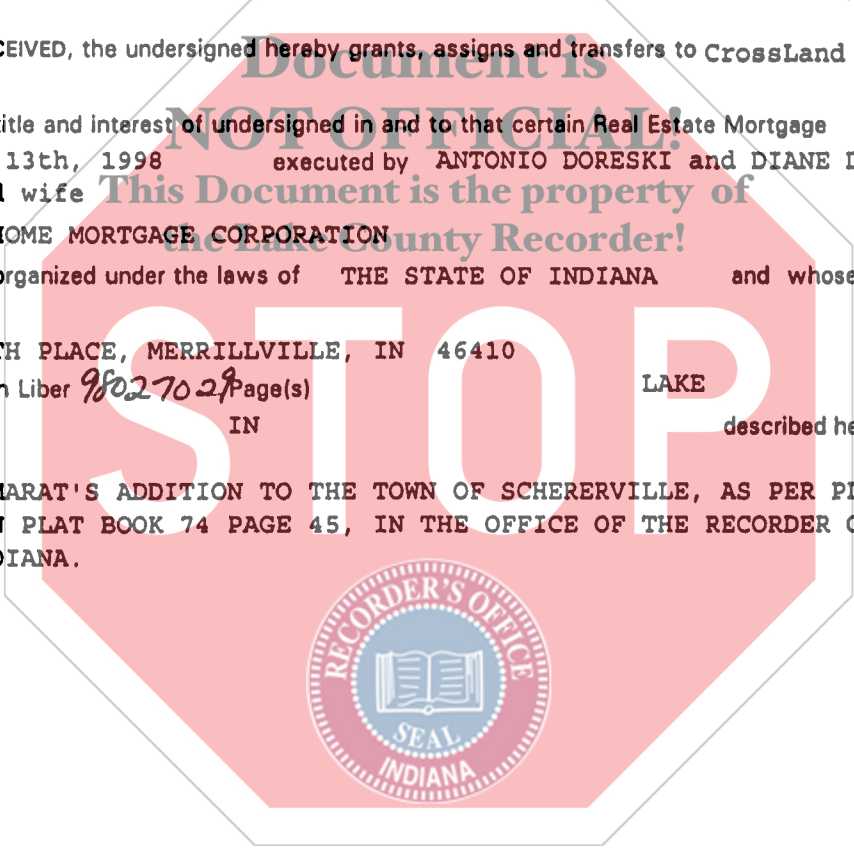 CEIVED, the undersigned hereby grants, assigns and transfers to CrossLand
Document is
title and interest of undersigned in and to that certain Real Estate Mortgage
NOT OFFICIAL!
13th, 1998 executed by ANTONIO DORESKI and DIANE D
wife
This Document is the property of
HOME MORTGAGE CORPORATION
the Lake County Recorder!
organized under the laws of THE STATE OF INDIANA and whose
STOP
TH PLACE, MERRILLVILLE, IN 46410
n Liber 98027029 Page(s) LAKE
IN described he
ARAT'S ADDITION TO THE TOWN OF SCHERERVILLE, AS PER PL
N PLAT BOOK 74 PAGE 45, IN THE OFFICE OF THE RECORDER O
DIANA.
RECORDER'S OFFICE
SEAL
INDIANA